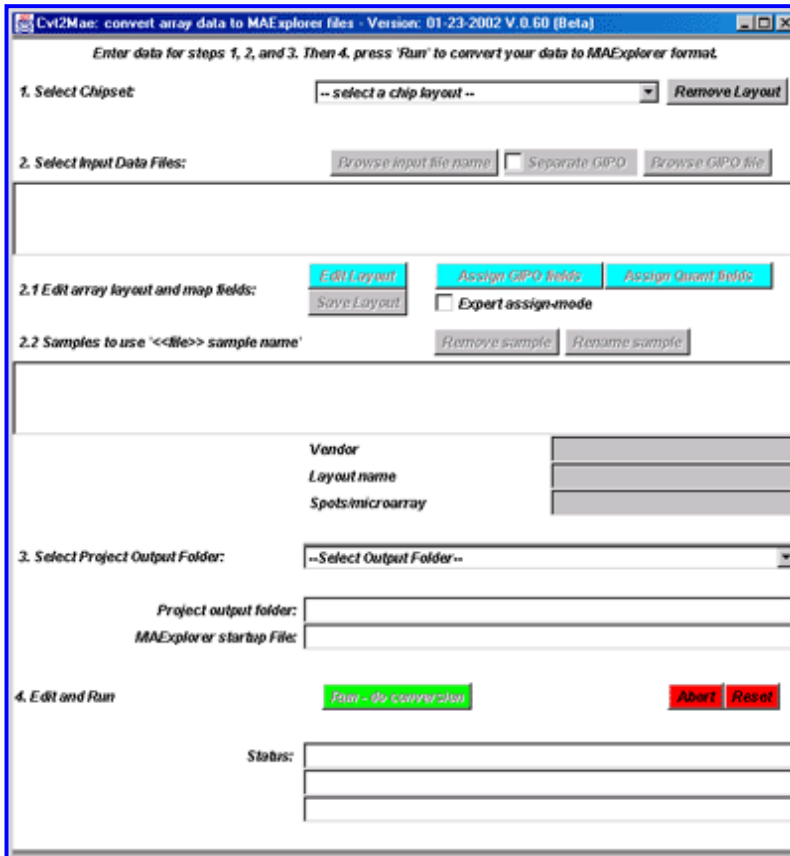 Cvt2Mae: convert array data to MAExplorer files - Version: 01-23-2002 V.0.60 (Beta)
Enter data for steps 1, 2, and 3. Then 4. press 'Run' to convert your data to MAExplorer format.
1. Select Chipset: -- select a chip layout -- Remove Layout
2. Select Input Data Files: Browse input file name Separate GIPO Browse GIPO file
Edit Layout Assign GIPO fields Assign Quant fields
2.1 Edit array layout and map fields:
Save Layout Expert assign-mode
2.2 Samples to use '<<file>> sample name' Remove sample Rename sample
Vendor
Layout name
Spots/microarray
3. Select Project Output Folder: --Select Output Folder--
Project output folder:
MAExplorer startup File:
4. Edit and Run Run - do conversion Abort Reset
Status: